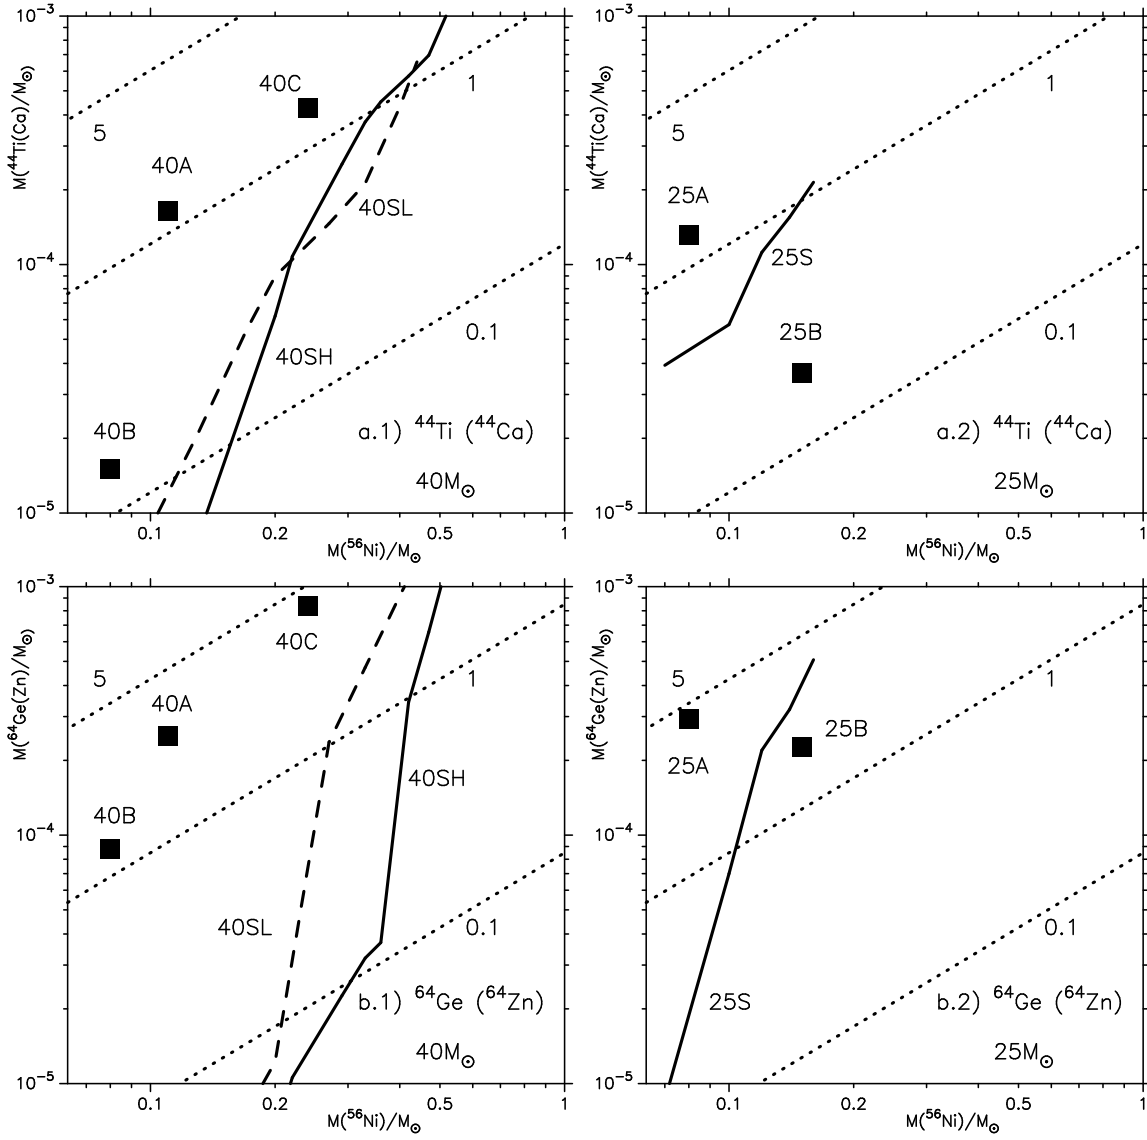 10⁻³
M(⁴⁴Ti(Ca)/M⊙)
10⁻⁴
10⁻⁵
5
1
0.1
40C
40A
40SL
40SH
40B
a.1) ⁴⁴Ti (⁴⁴Ca)
40M⊙
0.1
0.2
0.5
1
M(⁵⁶Ni)/M⊙
10⁻³
M(⁴⁴Ti(Ca)/M⊙)
10⁻⁴
10⁻⁵
5
1
0.1
25A
25S
25B
a.2) ⁴⁴Ti (⁴⁴Ca)
25M⊙
0.1
0.2
0.5
1
M(⁵⁶Ni)/M⊙
10⁻³
M(⁶⁴Ge(Zn)/M⊙)
10⁻⁴
10⁻⁵
5
1
0.1
40C
40A
40SH
40B
40SL
b.1) ⁶⁴Ge (⁶⁴Zn)
40M⊙
0.1
0.2
0.5
1
M(⁵⁶Ni)/M⊙
10⁻³
M(⁶⁴Ge(Zn)/M⊙)
10⁻⁴
10⁻⁵
5
1
0.1
25B
25A
25S
b.2) ⁶⁴Ge (⁶⁴Zn)
25M⊙
0.1
0.2
0.5
1
M(⁵⁶Ni)/M⊙